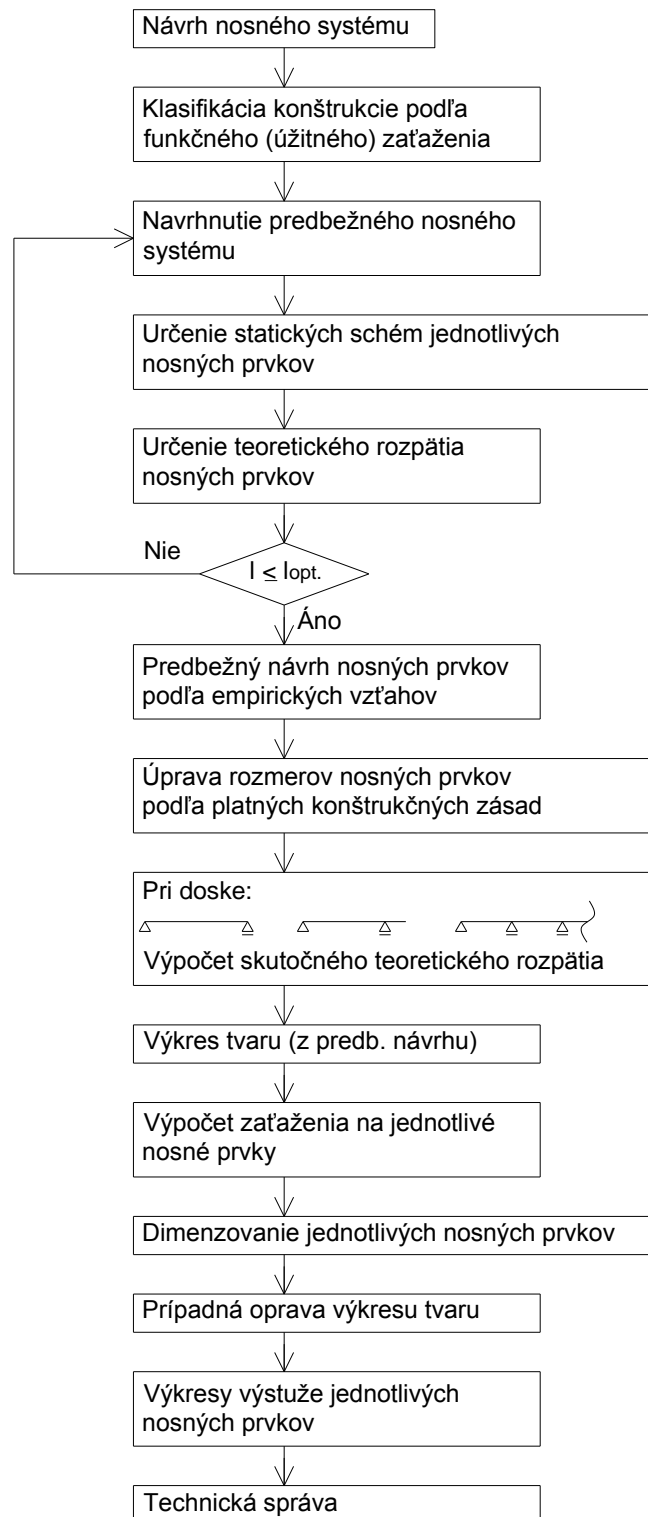 Návrh nosného systému
Klasifikácia konštrukcie podľa
funkčného (úžitného) zaťaženia
Navrhnutie predbežného nosného
systému
Určenie statických schém jednotlivých
nosných prvkov
Určenie teoretického rozpätia
nosných prvkov
Nie
l ≤ lopt.
Áno
Predbežný návrh nosných prvkov
podľa empirických vzťahov
Úprava rozmerov nosných prvkov
podľa platných konštrukčných zásad
Pri doske:
Výpočet skutočného teoretického rozpätia
Výkres tvaru (z predb. návrhu)
Výpočet zaťaženia na jednotlivé
nosné prvky
Dimenzovanie jednotlivých nosných prvkov
Prípadná oprava výkresu tvaru
Výkresy výstuže jednotlivých
nosných prvkov
Technická správa